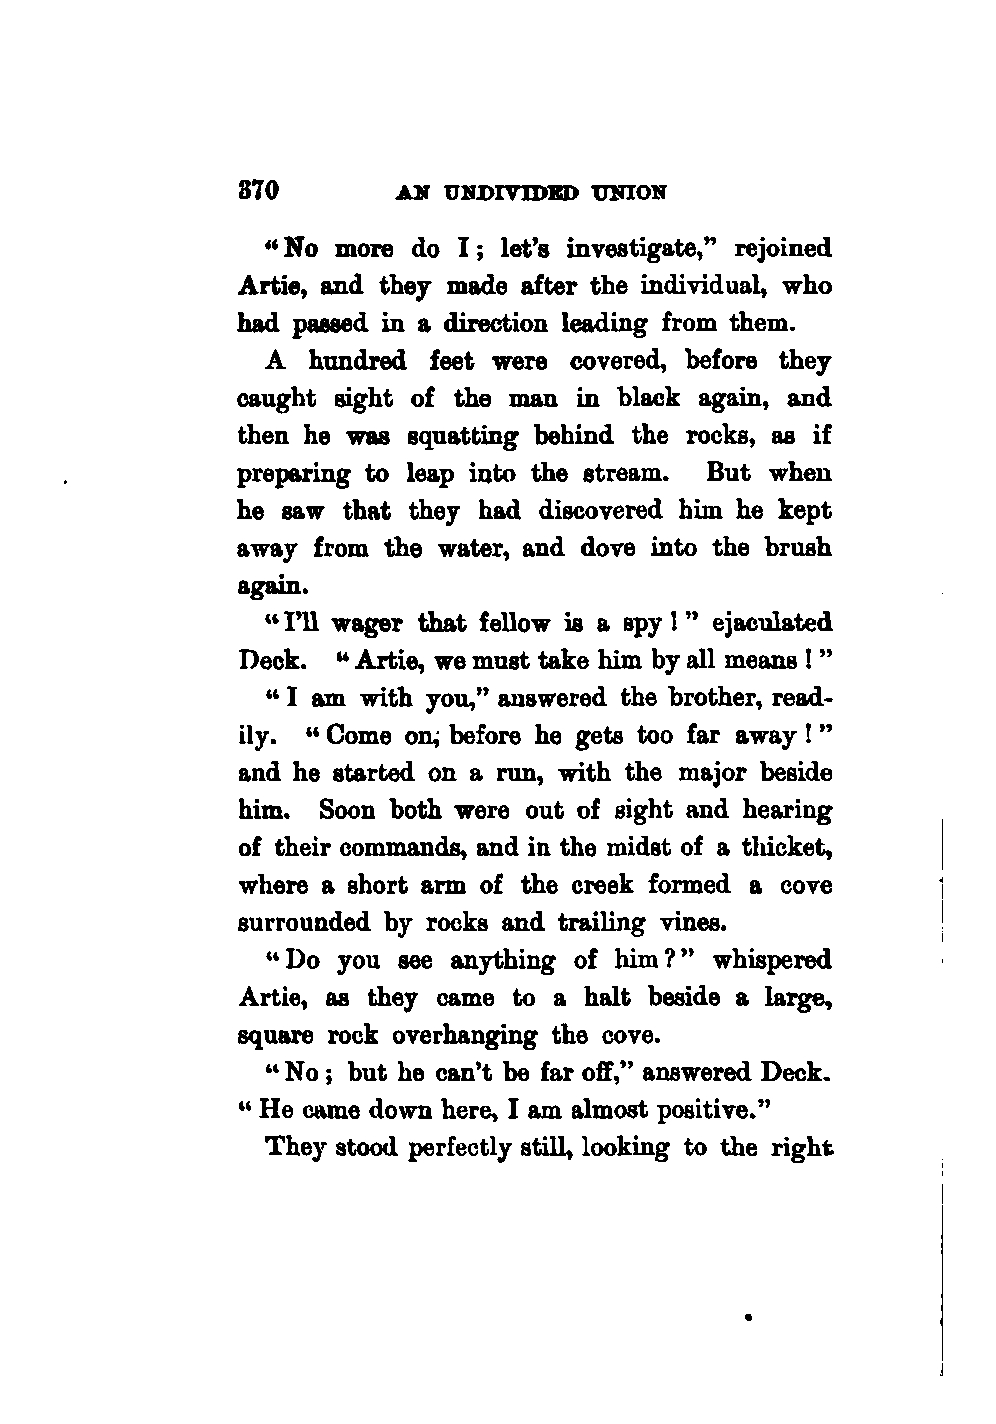 370 AN UNDIVIDED UNION
“No more do I; let’s investigate,” rejoined
Artie, and they made after the individual, who
had passed in a direction leading from them.
A hundred feet were covered, before they
caught sight of the man in black again, and
then he was squatting behind the rocks, as if
preparing to leap into the stream. But when
he saw that they had discovered him he kept
away from the water, and dove into the brush
again.
“I’ll wager that fellow is a spy!” ejaculated
Deck. “Artie, we must take him by all means!”
“I am with you,” answered the brother, read-
ily. “Come on, before he gets too far away!”
and he started on a run, with the major beside
him. Soon both were out of sight and hearing
of their commands, and in the midst of a thicket,
where a short arm of the creek formed a cove
surrounded by rocks and trailing vines.
“Do you see anything of him?” whispered
Artie, as they came to a halt beside a large,
square rock overhanging the cove.
“No; but he can’t be far off,” answered Deck.
“He came down here, I am almost positive.”
They stood perfectly still, looking to the right